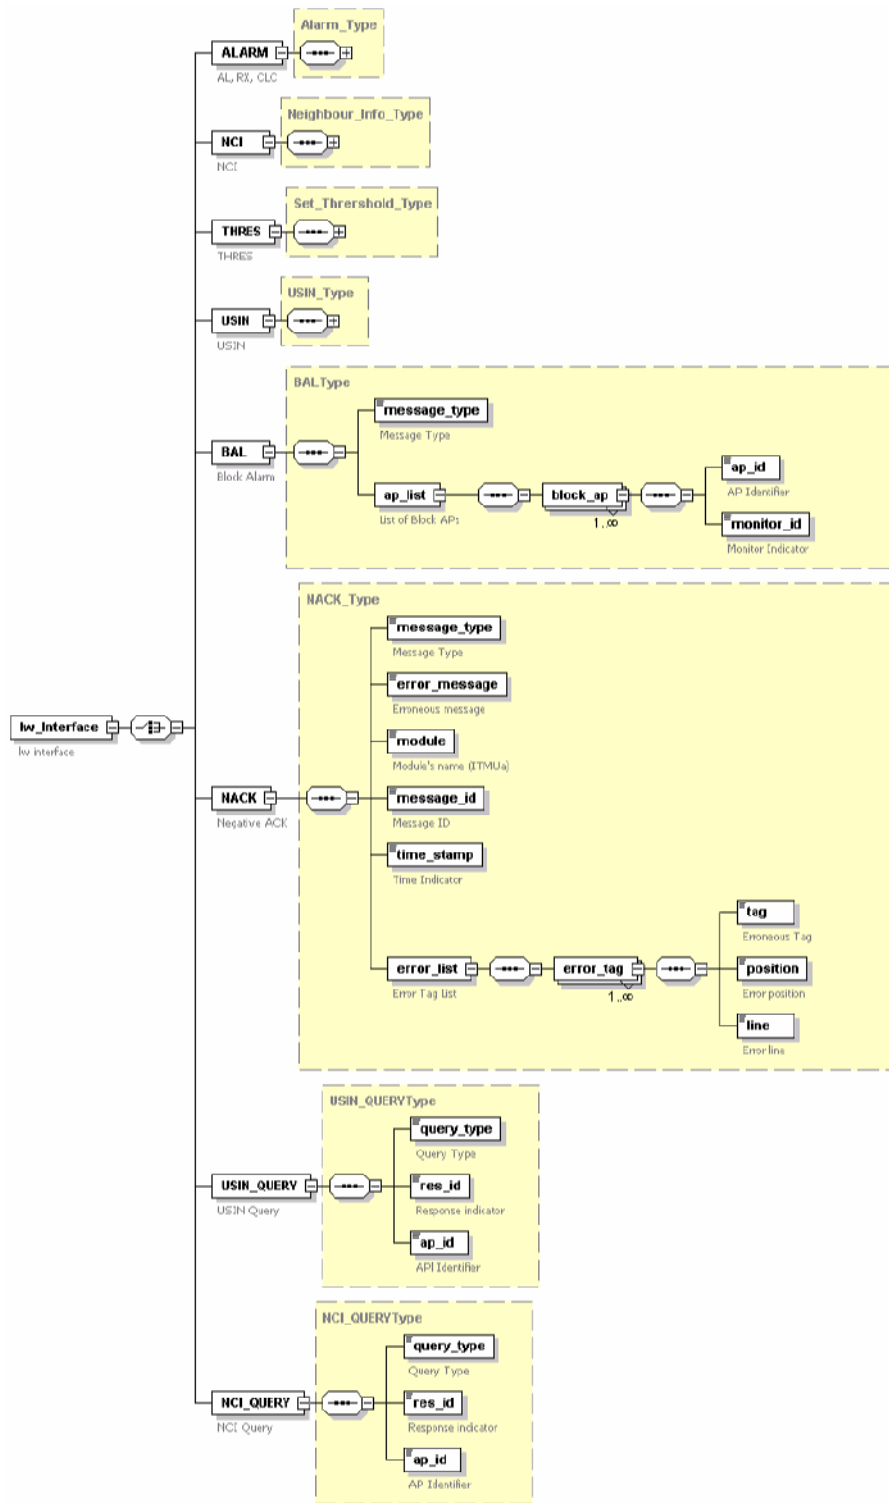 Alarm_Type
ALARM
AL, RX, CLC
Neighbour_Info_Type
NCI
NCI
Set_Thrershold_Type
THRES
THRES
USIN_Type
USIN
USIN
BALType
message_type
Message Type
BAL
Block Alarm
ap_list
List of Block APs
block_ap
1..∞
ap_id
AP Identifier
monitor_id
Monitor Indicator
NACK_Type
message_type
Message Type
error_message
Erroneous message
module
Module's name (ITMUa)
Iw_Interface
Iw interface
NACK
Negative ACK
message_id
Message ID
time_stamp
Time Indicator
error_list
Error Tag List
error_tag
1..∞
tag
Erroneous Tag
position
Error position
line
Error line
USIN_QUERYType
query_type
Query Type
USIN_QUERY
USIN Query
res_id
Response indicator
ap_id
API Identifier
NCI_QUERYType
query_type
Query Type
NCI_QUERY
NCI Query
res_id
Response indicator
ap_id
AP Identifier